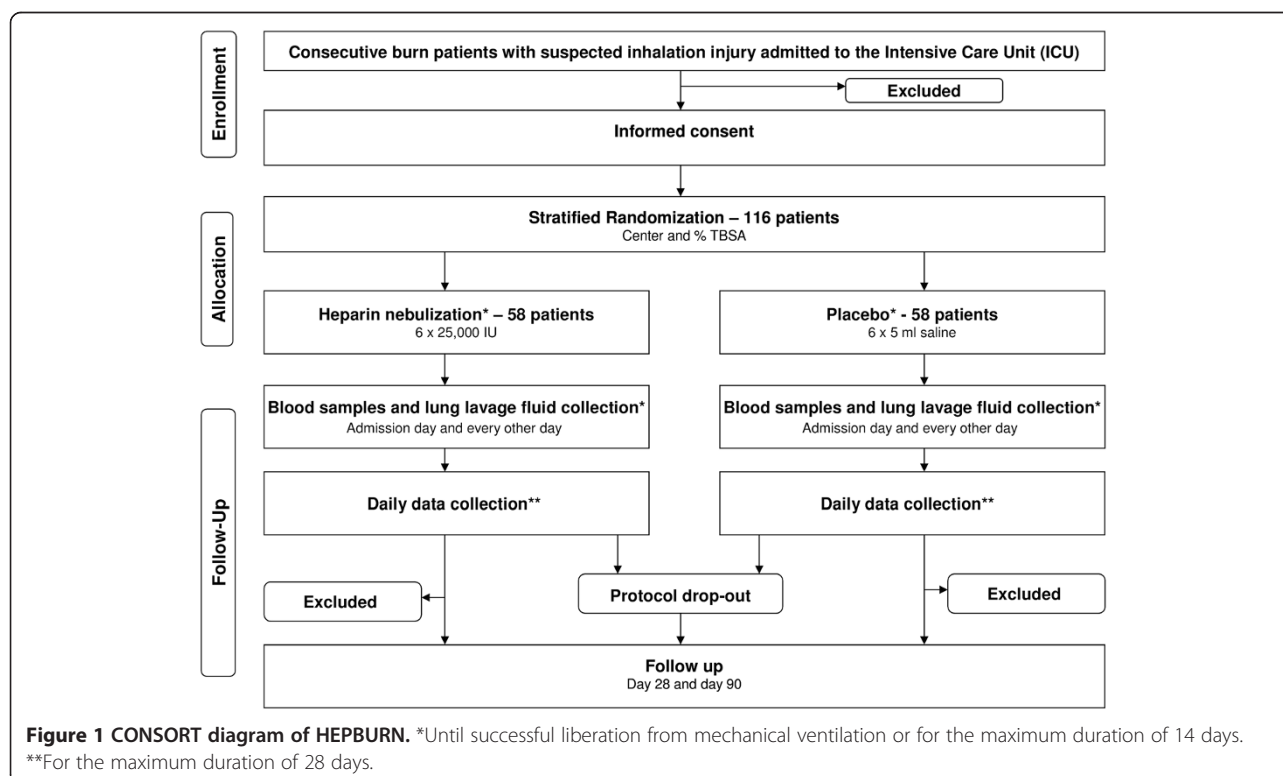 Enrollment
Consecutive burn patients with suspected inhalation injury admitted to the Intensive Care Unit (ICU)
Excluded
Informed consent
Allocation
Stratified Randomization – 116 patients
Center and % TBSA
Heparin nebulization* – 58 patients
6 x 25,000 IU
Placebo* - 58 patients
6 x 5 ml saline
Follow-Up
Blood samples and lung lavage fluid collection*
Admission day and every other day
Blood samples and lung lavage fluid collection*
Admission day and every other day
Daily data collection**
Daily data collection**
Excluded
Protocol drop-out
Excluded
Follow up
Day 28 and day 90
Figure 1 CONSORT diagram of HEPBURN. *Until successful liberation from mechanical ventilation or for the maximum duration of 14 days.
**For the maximum duration of 28 days.